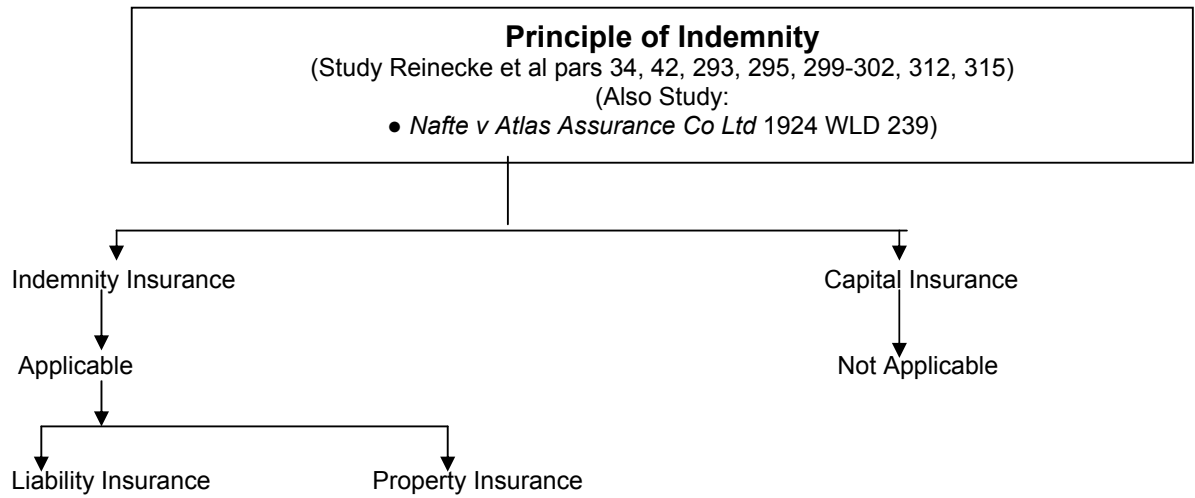 Principle of Indemnity
(Study Reinecke et al pars 34, 42, 293, 295, 299-302, 312, 315)
(Also Study:
● Nafte v Atlas Assurance Co Ltd 1924 WLD 239)
Indemnity Insurance
Capital Insurance
Applicable
Not Applicable
Liability Insurance
Property Insurance